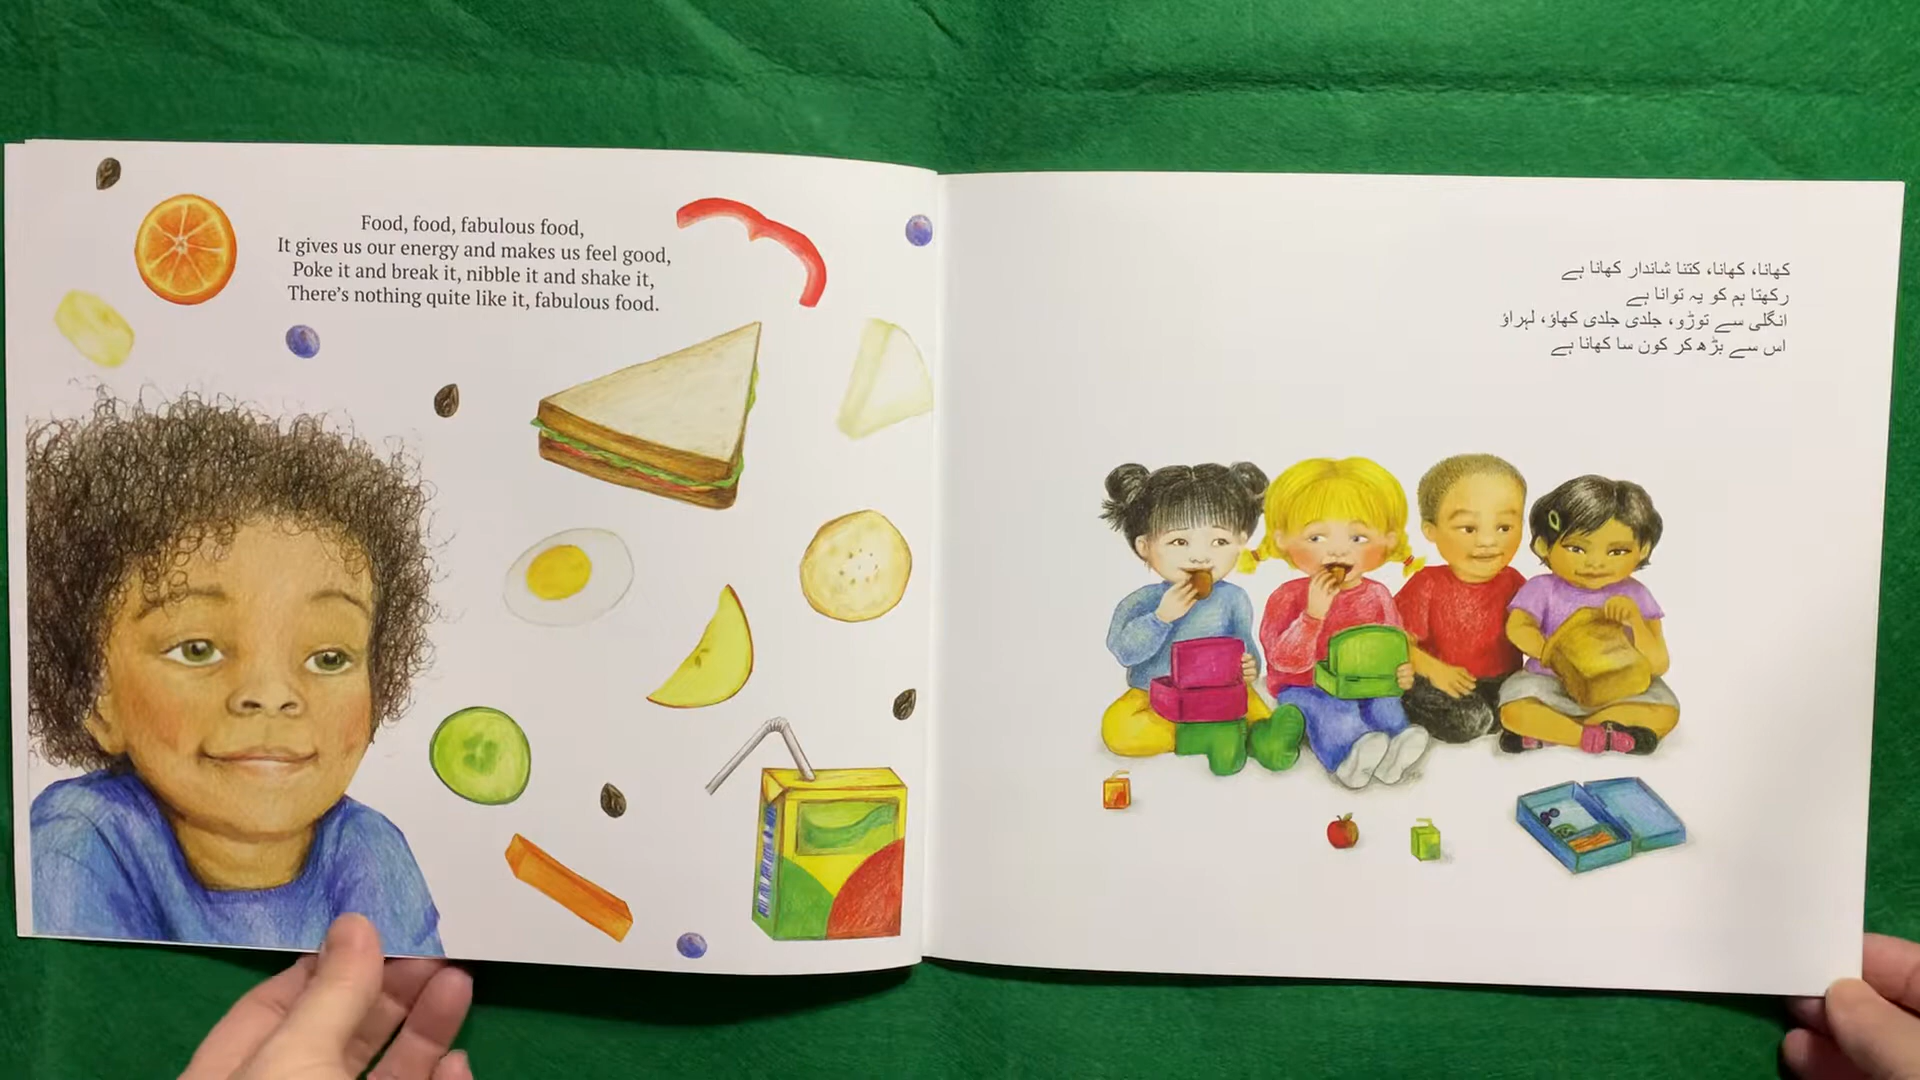 Food, food, fabulous food,
It gives us our energy and makes us feel good,
Poke it and break it, nibble it and shake it,
There’s nothing quite like it, fabulous food.
کھانا، کھانا، کتنا شاندار کھانا ہے
رکھتا ہم کو یہ توانا ہے
انگلی سے توڑو، جلدی جلدی کھاؤ، لہراؤ
اس سے بڑھ کر کون سا کھانا ہے